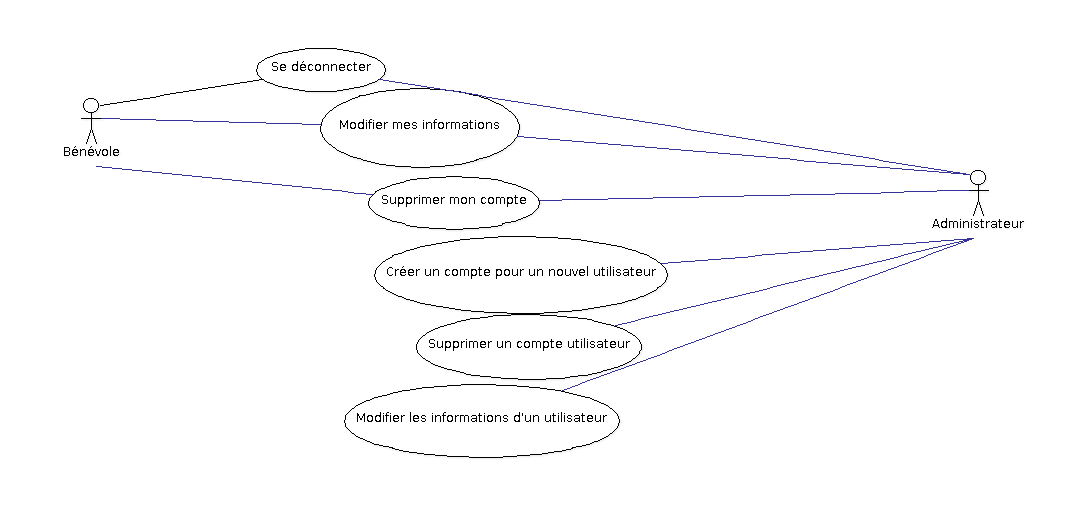 Se déconnecter
Modifier mes informations
Bénévole
Supprimer mon compte
Administrateur
Créer un compte pour un nouvel utilisateur
Supprimer un compte utilisateur
Modifier les informations d'un utilisateur